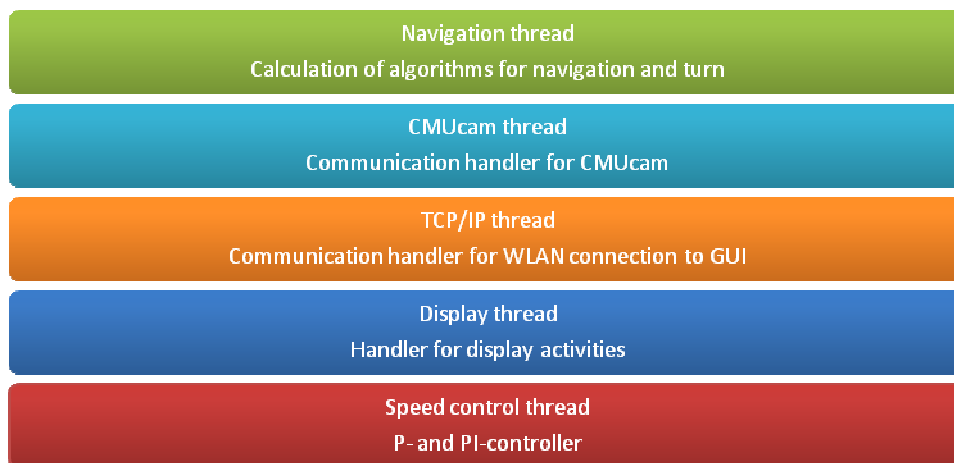 Navigation thread
Calculation of algorithms for navigation and turn
CMUcam thread
Communication handler for CMUcam
TCP/IP thread
Communication handler for WLAN connection to GUI
Display thread
Handler for display activities
Speed control thread
P- and PI-controller